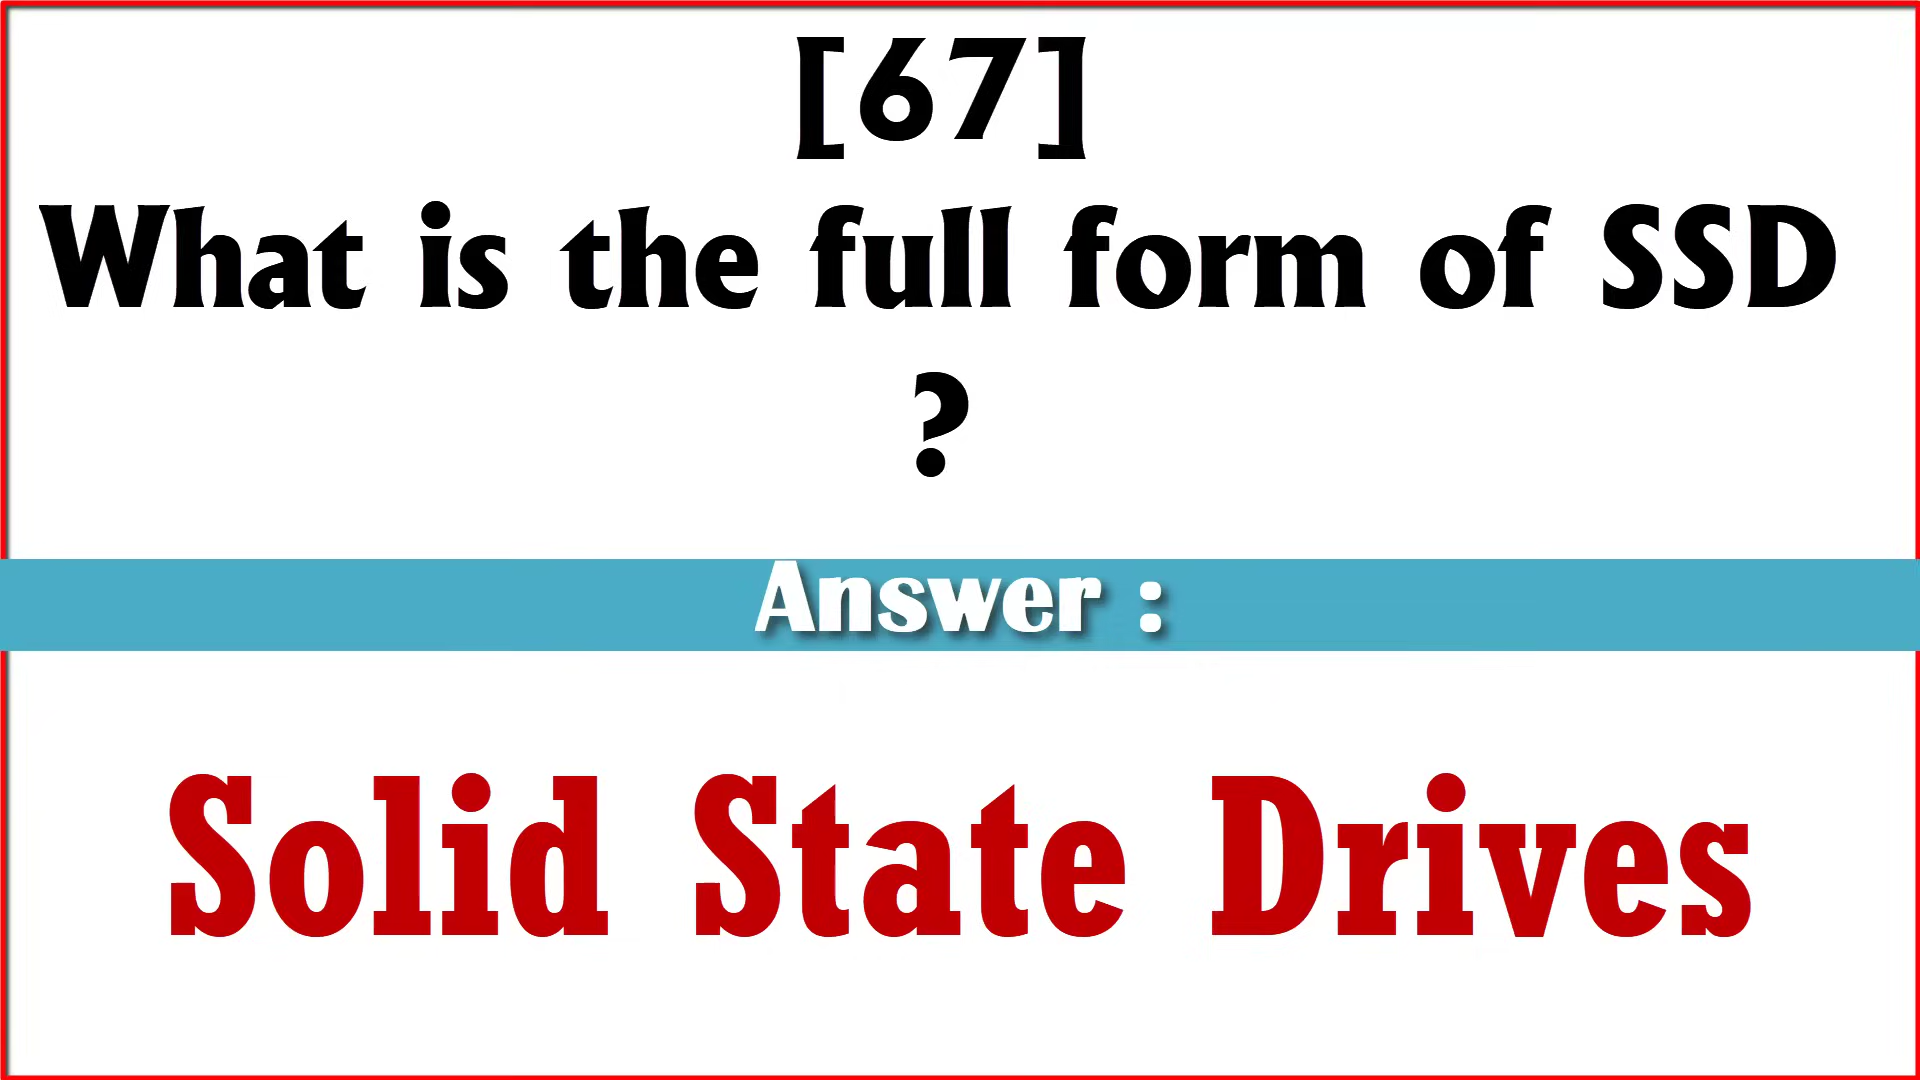 [67]
What is the full form of SSD
?
Answer :
Solid State Drives